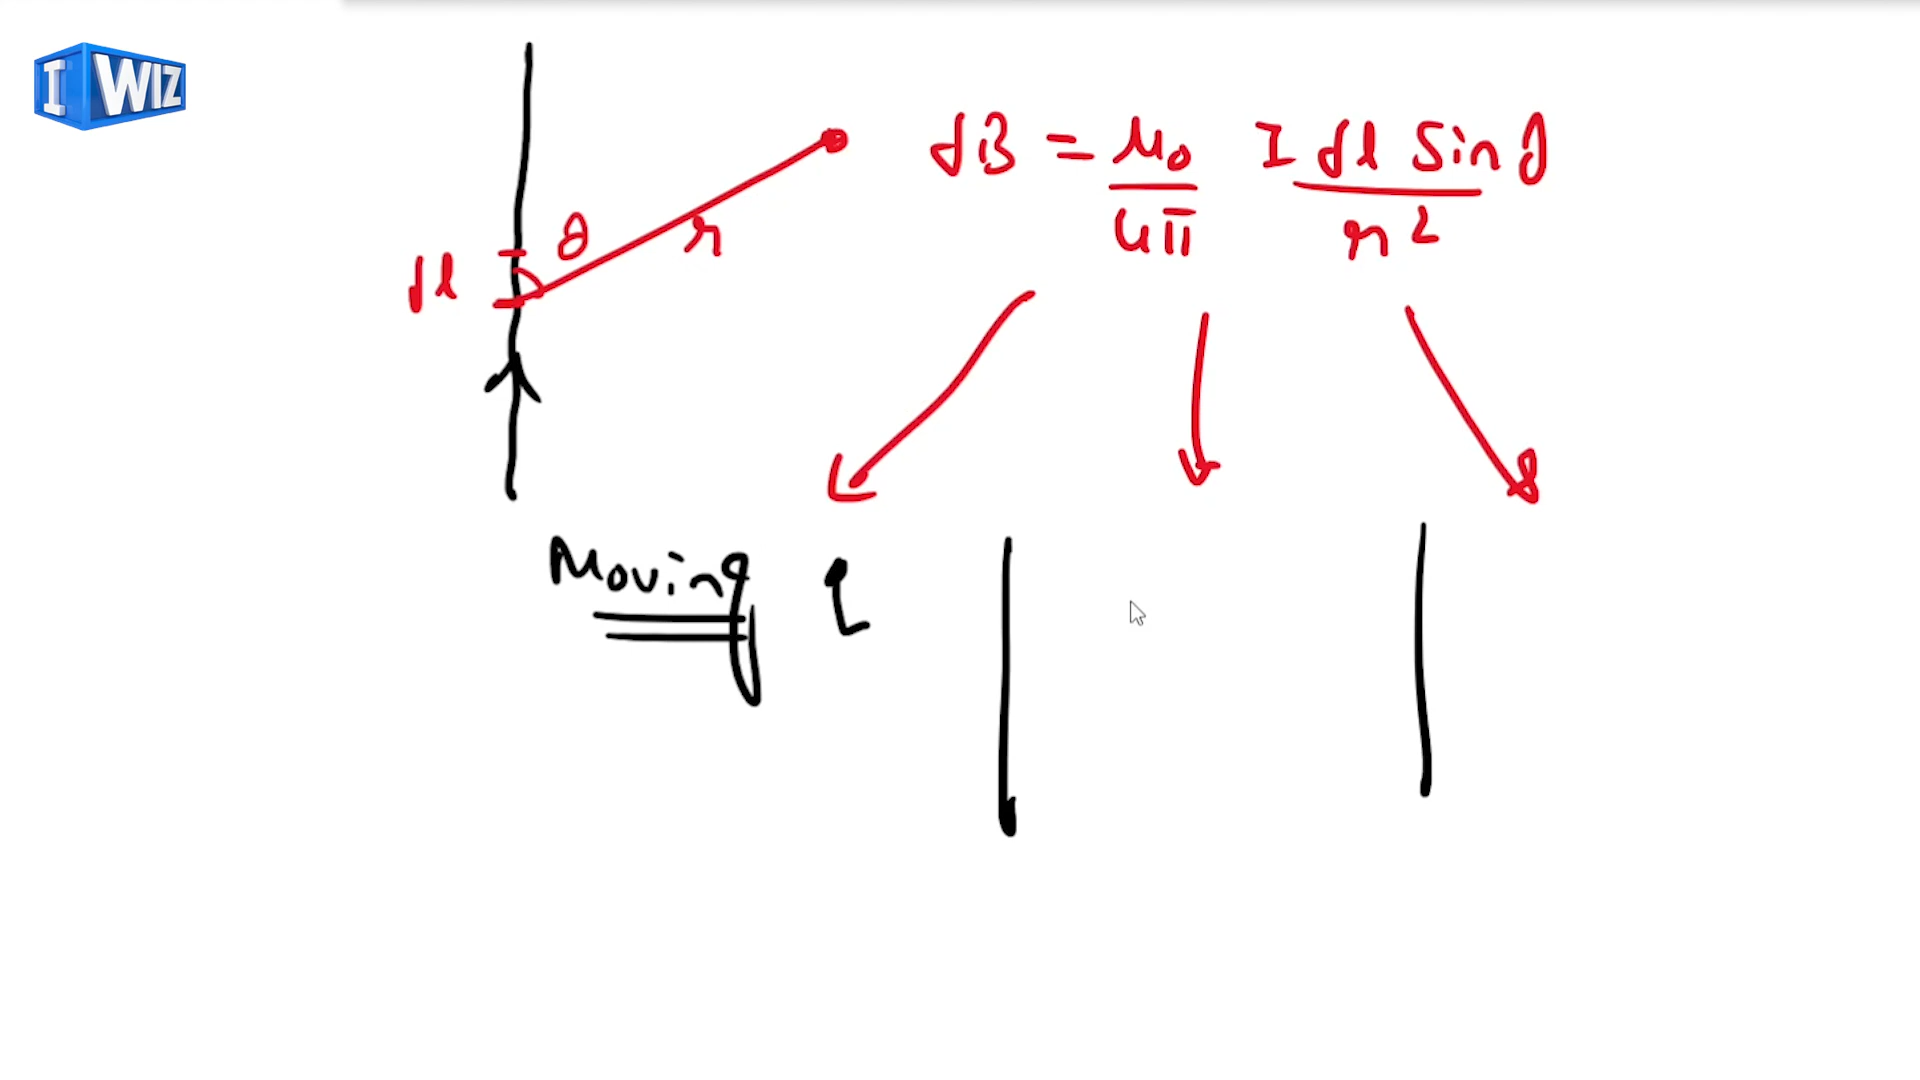 I WIZ
dB = μ₀/4π I dl Sin θ/r²
θ
r
dl
Moving